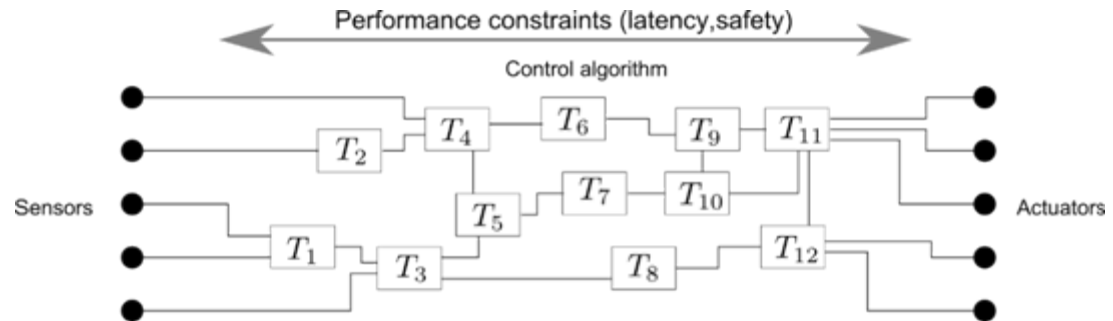 Performance constraints (latency,safety)
Control algorithm
T4
T6
T9
T11
T2
Sensors
T5
T7
T10
Actuators
T1
T3
T8
T12